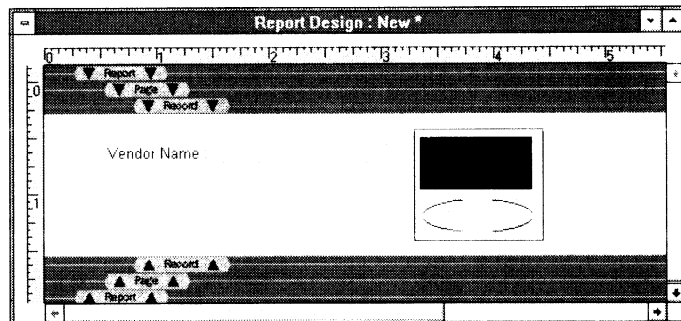 Report Design : New *
0 1 2 3 4 5
Report
Page
Record
0
Vendor Name
1
Record
Page
Report